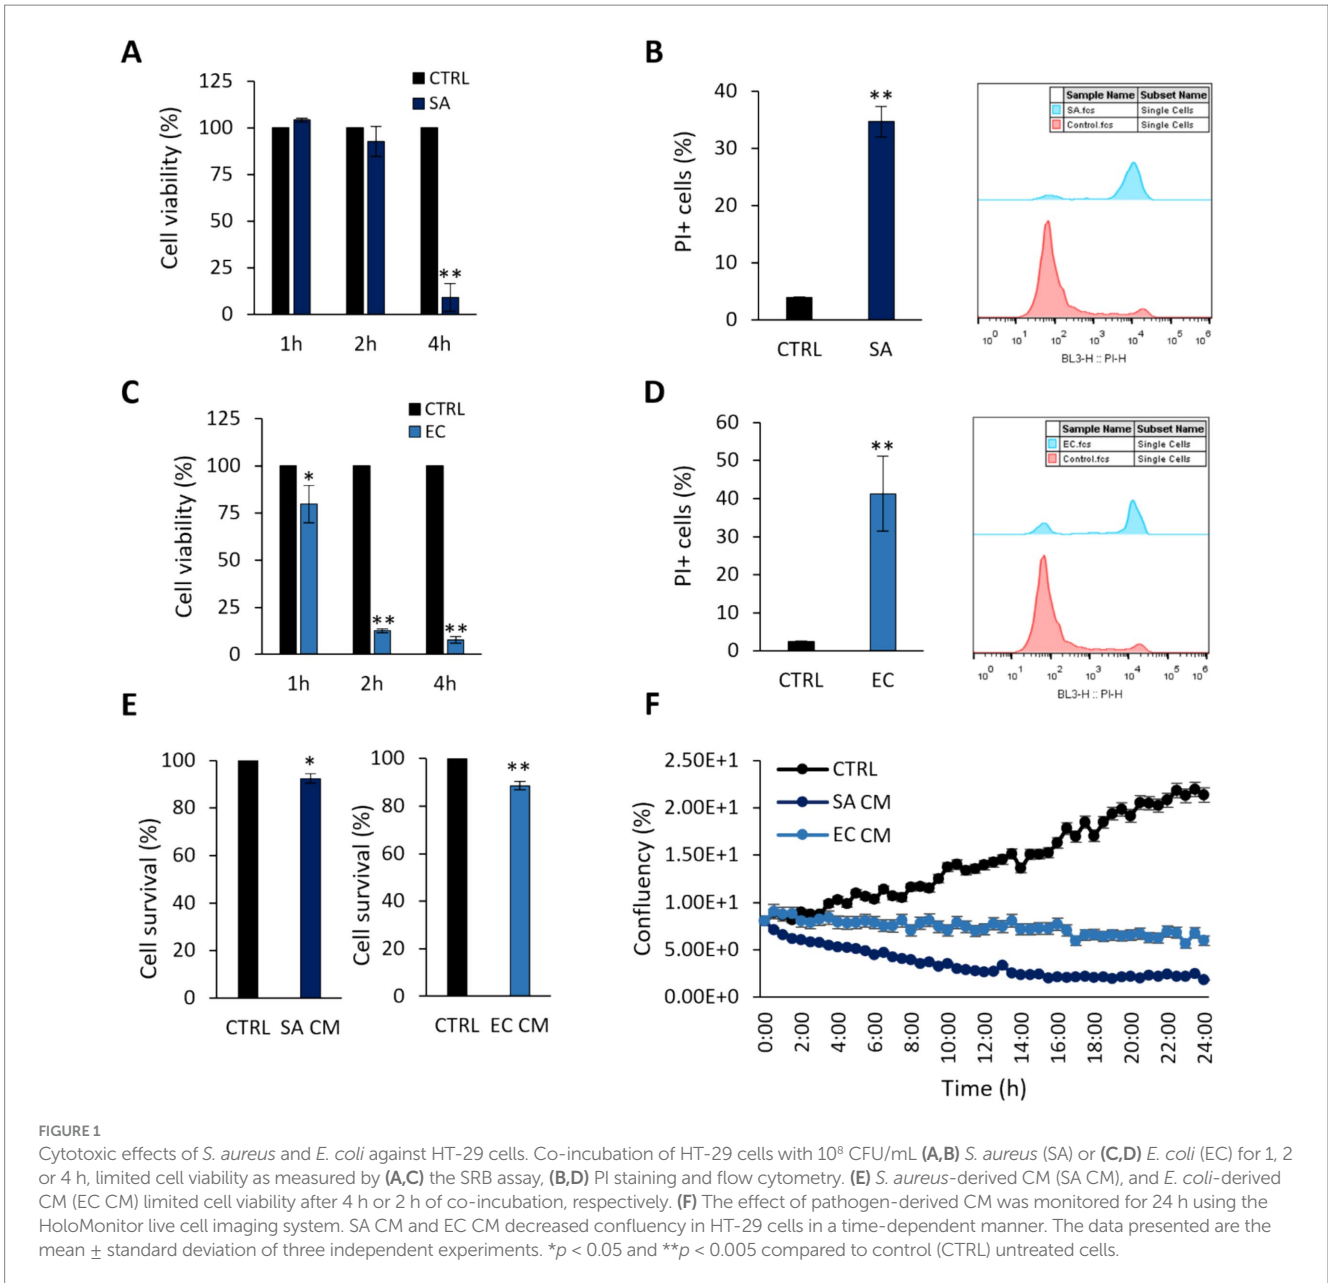 A
CTRL
SA
Cell viability (%)
125
100
75
50
25
0
**
1h 2h 4h
B
PI+ cells (%)
40
30
20
10
0
**
CTRL SA
Sample Name Subset Name
SA.fcs Single Cells
Control.fcs Single Cells
10⁰ 10¹ 10² 10³ 10⁴ 10⁵ 10⁶
BL3-H :: PI-H
C
CTRL
EC
Cell viability (%)
125
100
75
50
25
0
*
**
**
1h 2h 4h
D
PI+ cells (%)
60
50
40
30
20
10
0
**
CTRL EC
Sample Name Subset Name
EC.fcs Single Cells
Control.fcs Single Cells
10⁰ 10¹ 10² 10³ 10⁴ 10⁵ 10⁶
BL3-H :: PI-H
E
Cell survival (%)
100
80
60
40
20
0
*
CTRL SA CM
Cell survival (%)
100
80
60
40
20
0
**
CTRL EC CM
F
Confluency (%)
2.50E+1
2.00E+1
1.50E+1
1.00E+1
5.00E+0
0.00E+0
CTRL
SA CM
EC CM
0:00 2:00 4:00 6:00 8:00 10:00 12:00 14:00 16:00 18:00 20:00 22:00 24:00
Time (h)
FIGURE 1
Cytotoxic effects of S. aureus and E. coli against HT-29 cells. Co-incubation of HT-29 cells with 10⁸ CFU/mL (A,B) S. aureus (SA) or (C,D) E. coli (EC) for 1, 2
or 4 h, limited cell viability as measured by (A,C) the SRB assay, (B,D) PI staining and flow cytometry. (E) S. aureus-derived CM (SA CM), and E. coli-derived
CM (EC CM) limited cell viability after 4 h or 2 h of co-incubation, respectively. (F) The effect of pathogen-derived CM was monitored for 24 h using the
HoloMonitor live cell imaging system. SA CM and EC CM decreased confluency in HT-29 cells in a time-dependent manner. The data presented are the
mean ± standard deviation of three independent experiments. *p < 0.05 and **p < 0.005 compared to control (CTRL) untreated cells.